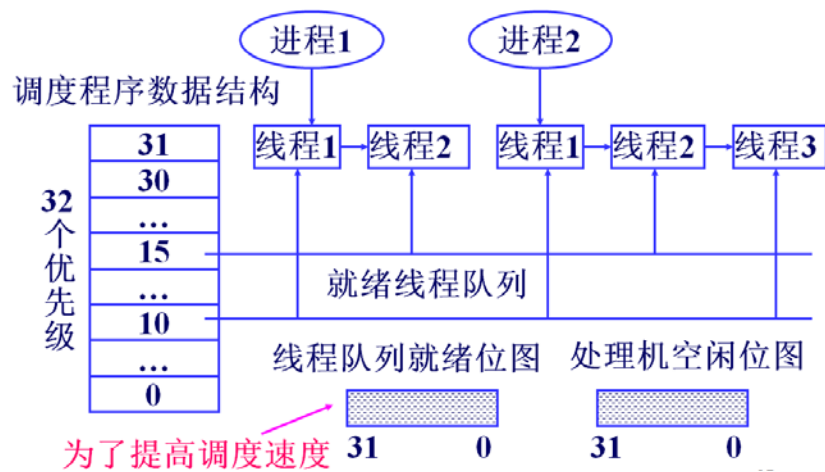 进程1
进程2
调度程序数据结构
线程1
线程2
线程1
线程2
线程3
32个优先级
31
30
...
15
...
10
...
0
就绪线程队列
线程队列就绪位图
处理机空闲位图
31 0
31 0
为了提高调度速度